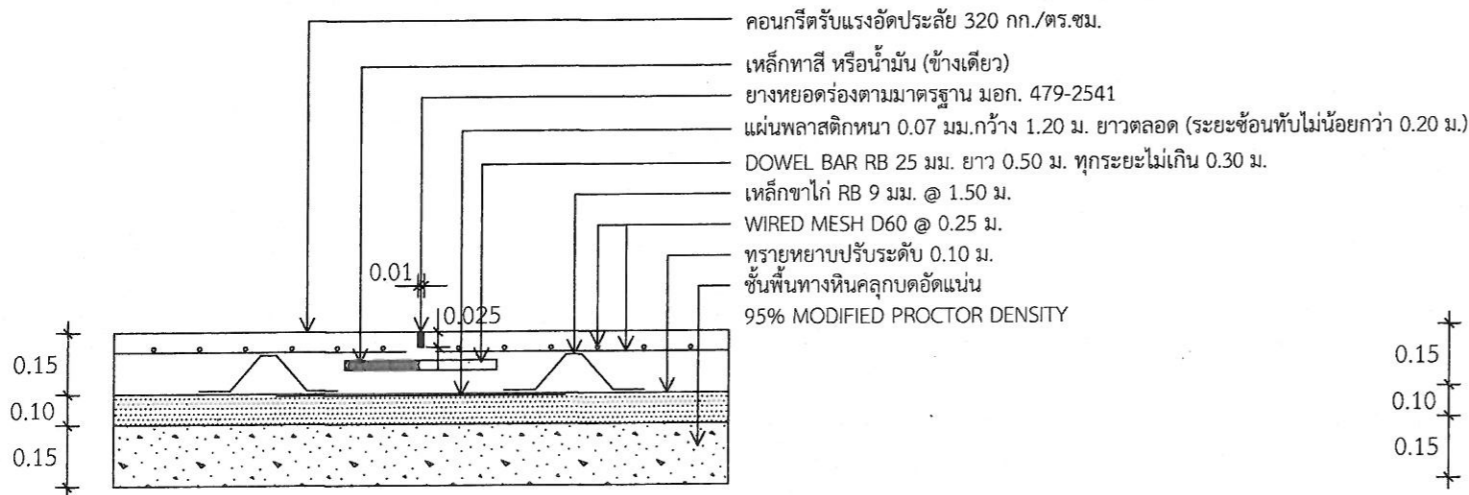 คอนกรีตรับแรงอัดประลัย 320 กก./ตร.ซม.
เหล็กทาสี หรือน้ำมัน (ข้างเดียว)
ยางหยอดร่องตามมาตรฐาน มอก. 479-2541
แผ่นพลาสติกหนา 0.07 มม.กว้าง 1.20 ม. ยาวตลอด (ระยะซ้อนทับไม่น้อยกว่า 0.20 ม.)
DOWEL BAR RB 25 มม. ยาว 0.50 ม. ทุกระยะไม่เกิน 0.30 ม.
เหล็กขาไก่ RB 9 มม. @ 1.50 ม.
WIRED MESH D60 @ 0.25 ม.
ทรายหยาบปรับระดับ 0.10 ม.
ชั้นพื้นทางหินคลุกบดอัดแน่น
95% MODIFIED PROCTOR DENSITY
0.01
0.025
0.15
0.10
0.15
0.15
0.10
0.15